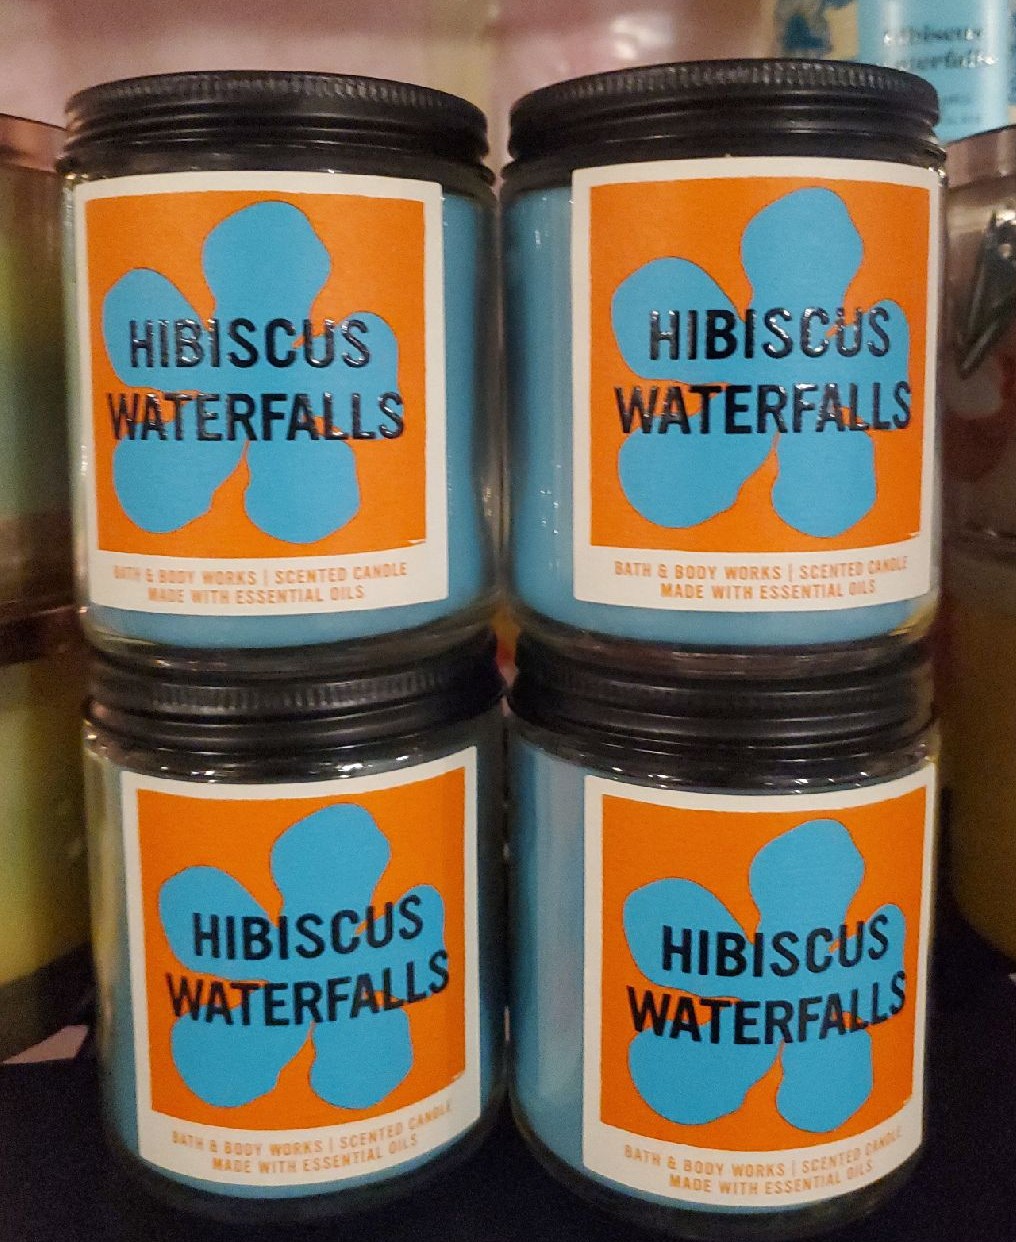 Hibiscus
HIBISCUS
WATERFALLS
BATH & BODY WORKS | SCENTED CANDLE
MADE WITH ESSENTIAL OILS
HIBISCUS
WATERFALLS
BATH & BODY WORKS | SCENTED CANDLE
MADE WITH ESSENTIAL OILS
HIBISCUS
WATERFALLS
BATH & BODY WORKS | SCENTED CANDLE
MADE WITH ESSENTIAL OILS
HIBISCUS
WATERFALLS
BATH & BODY WORKS | SCENTED CANDLE
MADE WITH ESSENTIAL OILS